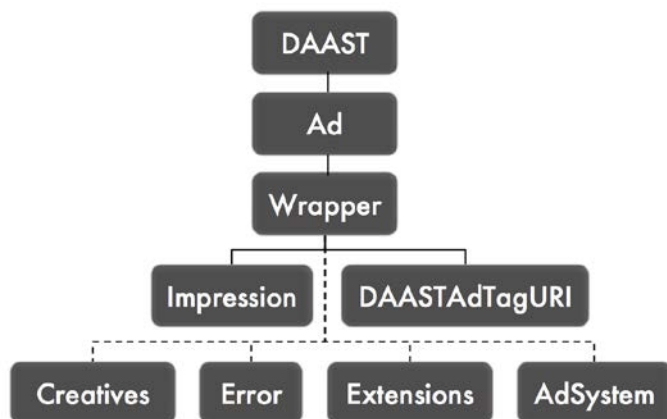 DAAST
Ad
Wrapper
Impression DAASTAdTagURI
Creatives Error Extensions AdSystem